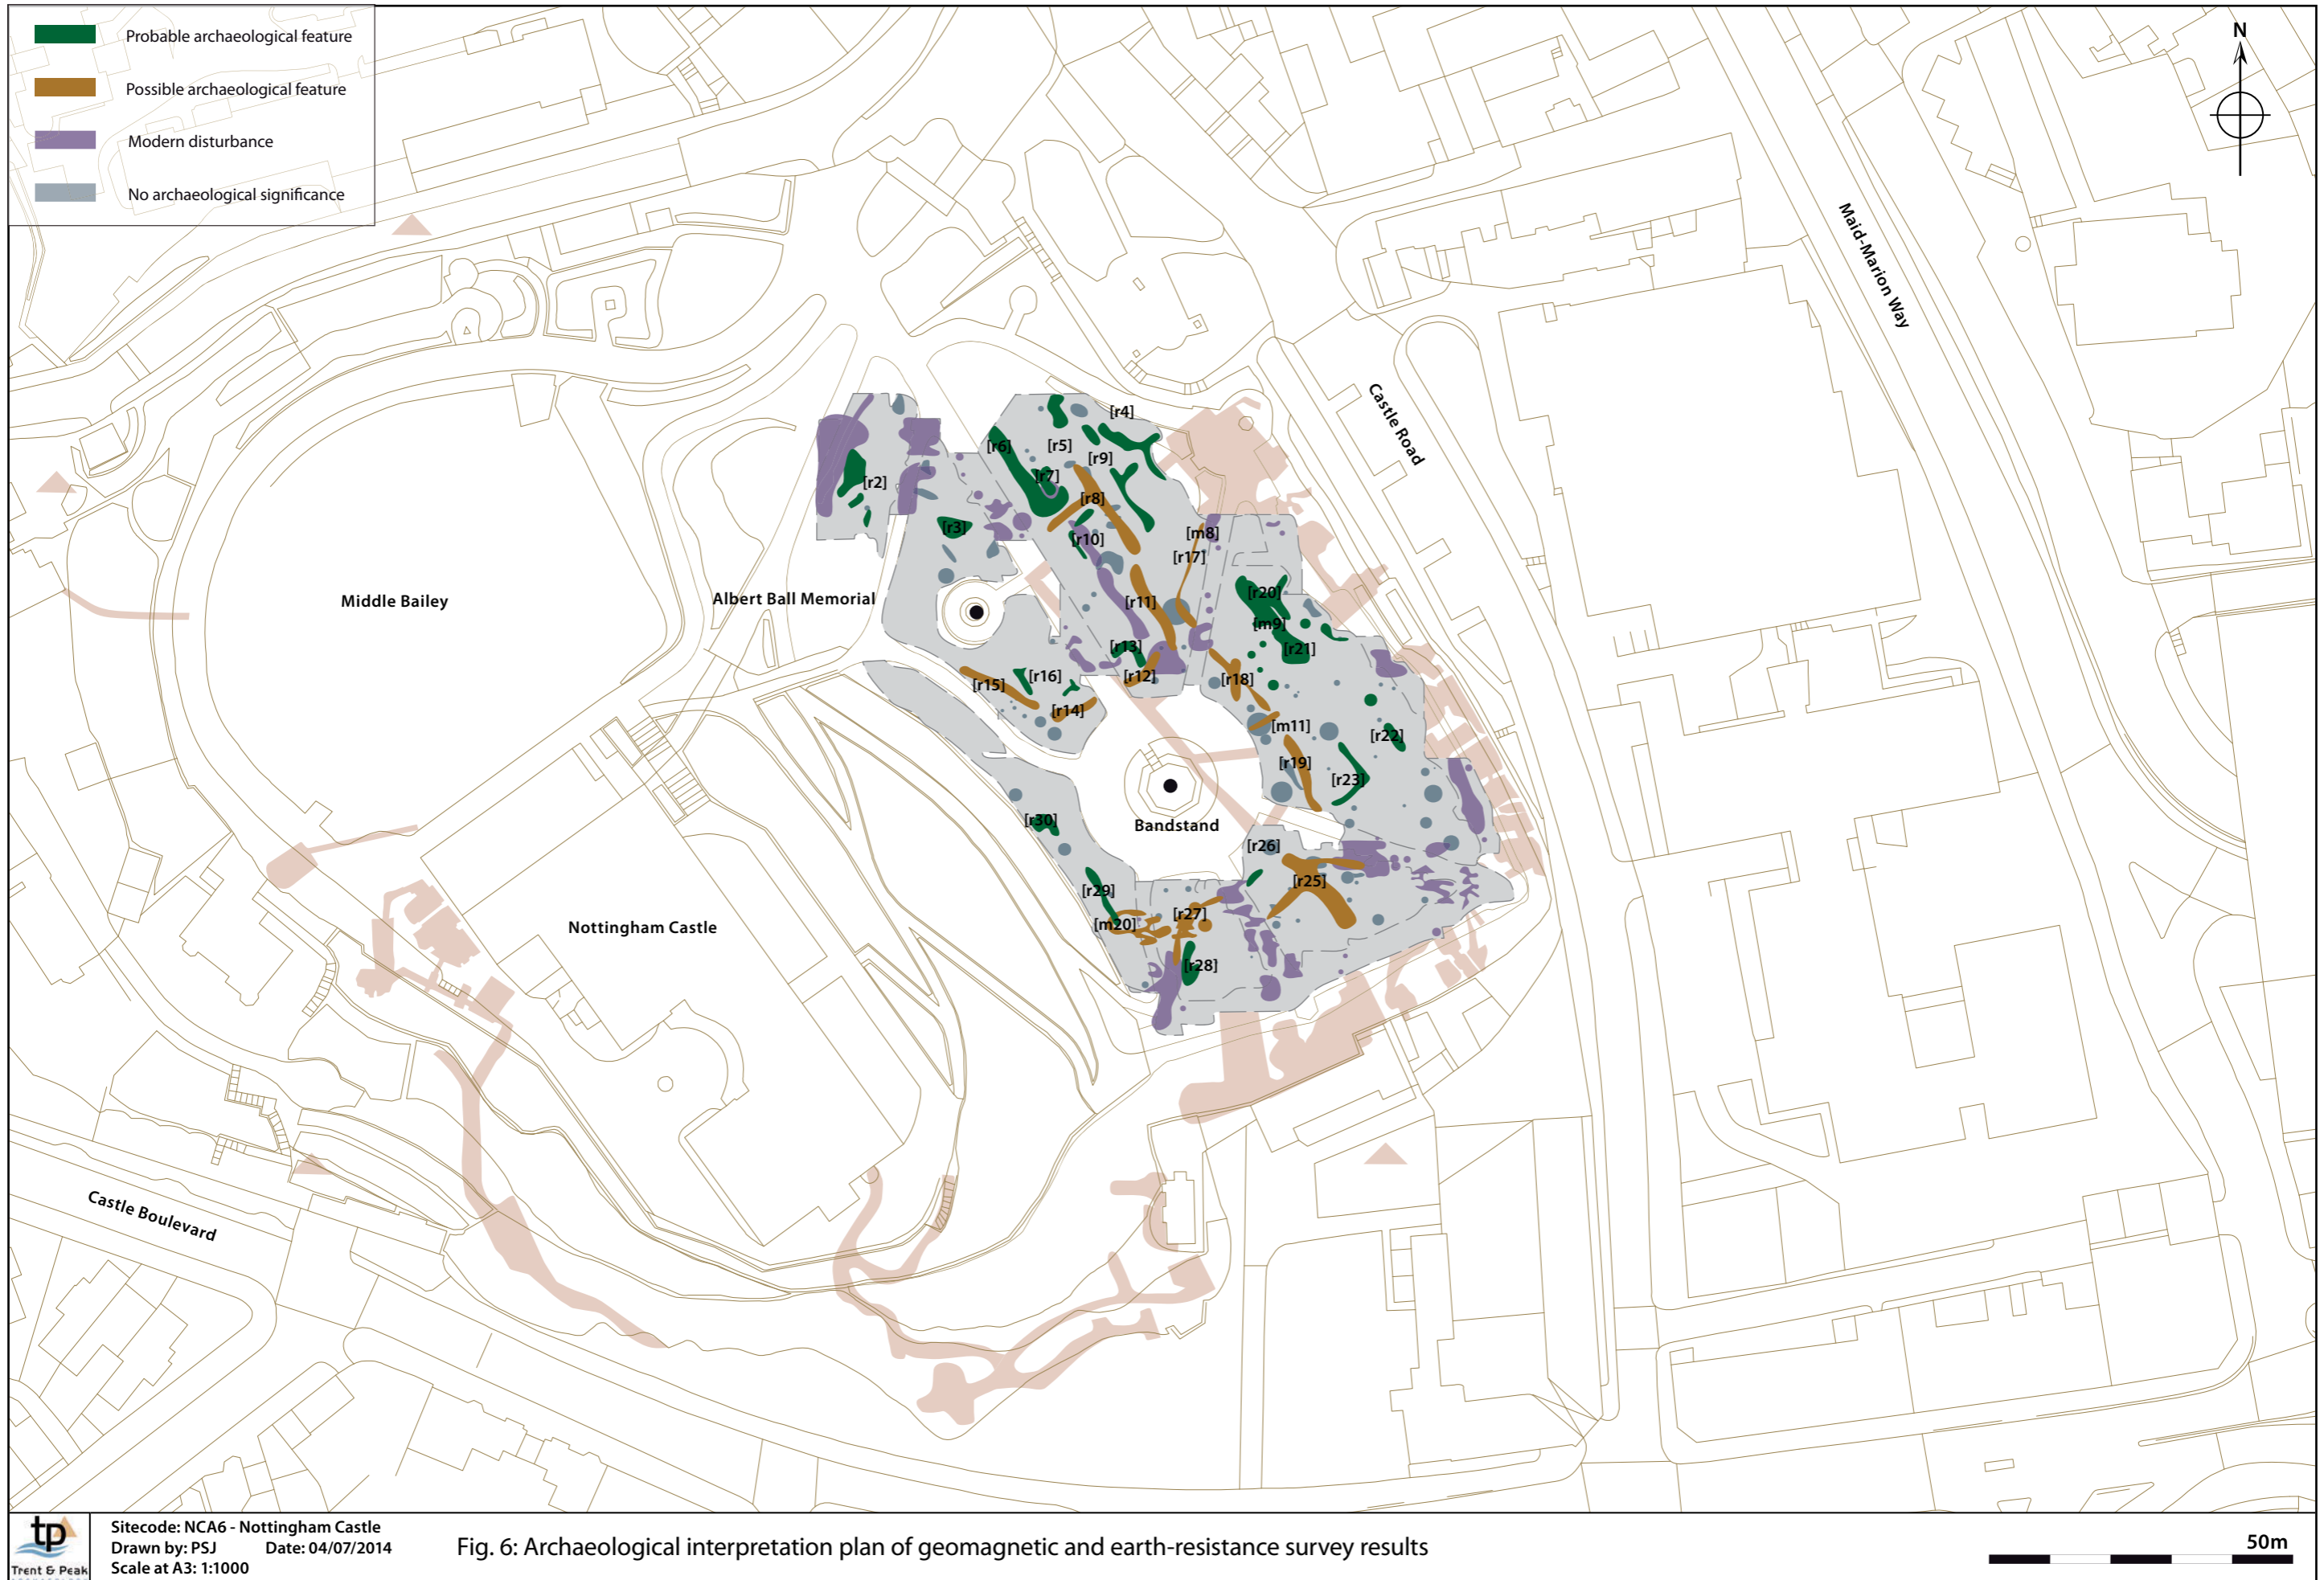 Probable archaeological feature
Possible archaeological feature
Modern disturbance
No archaeological significance
N
Maid-Marion Way
Castle Road
[r4]
[r6]
[r5]
[r9]
[r7]
[r2]
[r8]
[r3]
[m8]
[r10]
[r17]
[r20]
Middle Bailey
Albert Ball Memorial
[r11]
[m9]
[r13]
[r21]
[r16]
[r12]
[r15]
[r18]
[r14]
[m11]
[r22]
[r19]
[r23]
[r30]
Bandstand
[r26]
[r25]
[r29]
[r27]
[m20]
Nottingham Castle
[r28]
Castle Boulevard
tp
Trent & Peak
Sitecode: NCA6 - Nottingham Castle
Drawn by: PSJ Date: 04/07/2014
Scale at A3: 1:1000
Fig. 6: Archaeological interpretation plan of geomagnetic and earth-resistance survey results
50m